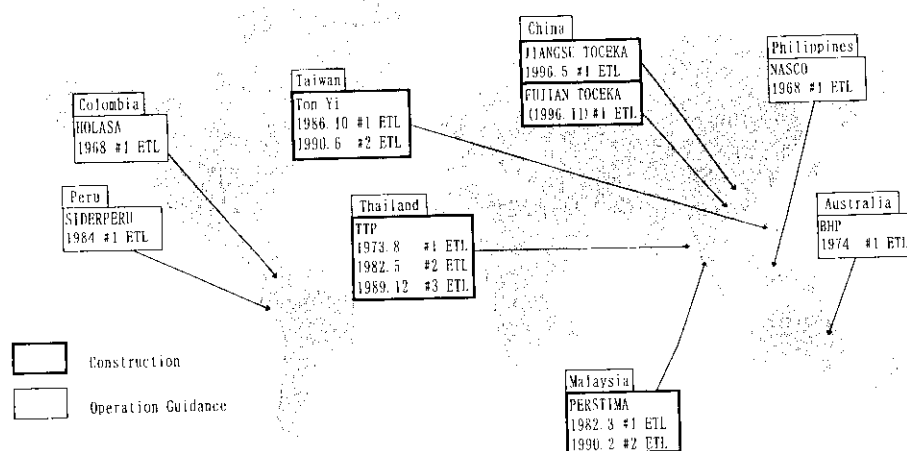 China
JIANGSU TOCEKA
1996. 5 #1 ETL
FUJIAN TOCEKA
(1996. 11) #1 ETL
Philippines
NASCO
1968 #1 ETL
Taiwan
Ton Yi
1986. 10 #1 ETL
1990. 6 #2 ETL
Colombia
HOLASA
1968 #1 ETL
Peru
SIDERPERU
1984 #1 ETL
Thailand
TTP
1973. 8 #1 ETL
1982. 5 #2 ETL
1989. 12 #3 ETL
Australia
BHP
1974 #1 ETL
Construction
Operation Guidance
Malaysia
PERSTIMA
1982. 3 #1 ETL
1990. 2 #2 ETL